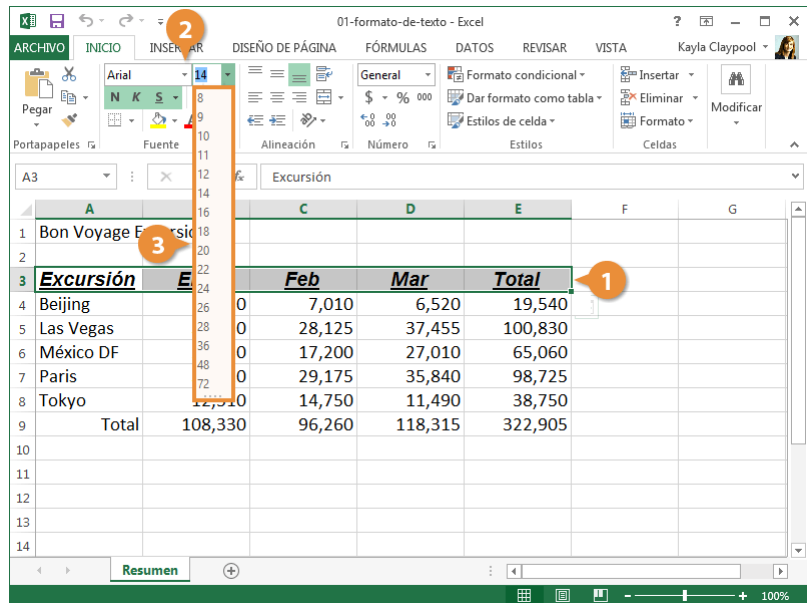 01-formato-de-texto - Excel
ARCHIVO INICIO INSERTAR DISEÑO DE PÁGINA FÓRMULAS DATOS REVISAR VISTA Kayla Claypool
2
Pegar
Portapapeles
Arial 14
N K S
Fuente
Alineación
General
$ - % 000
Número
Formato condicional
Dar formato como tabla
Estilos de celda
Estilos
Insertar
Eliminar
Formato
Celdas
Modificar
8
9
10
11
12
14
16
18
20
22
24
26
28
36
48
72
3
A3 fx Excursión
A C D E F G
1 Bon Voyage
2
3 Excursión Feb Mar Total
1
4 Beijing 7,010 6,520 19,540
5 Las Vegas 28,125 37,455 100,830
6 México DF 17,200 27,010 65,060
7 Paris 29,175 35,840 98,725
8 Tokyo 14,750 11,490 38,750
9 Total 108,330 96,260 118,315 322,905
10
11
12
13
14
Resumen
100%